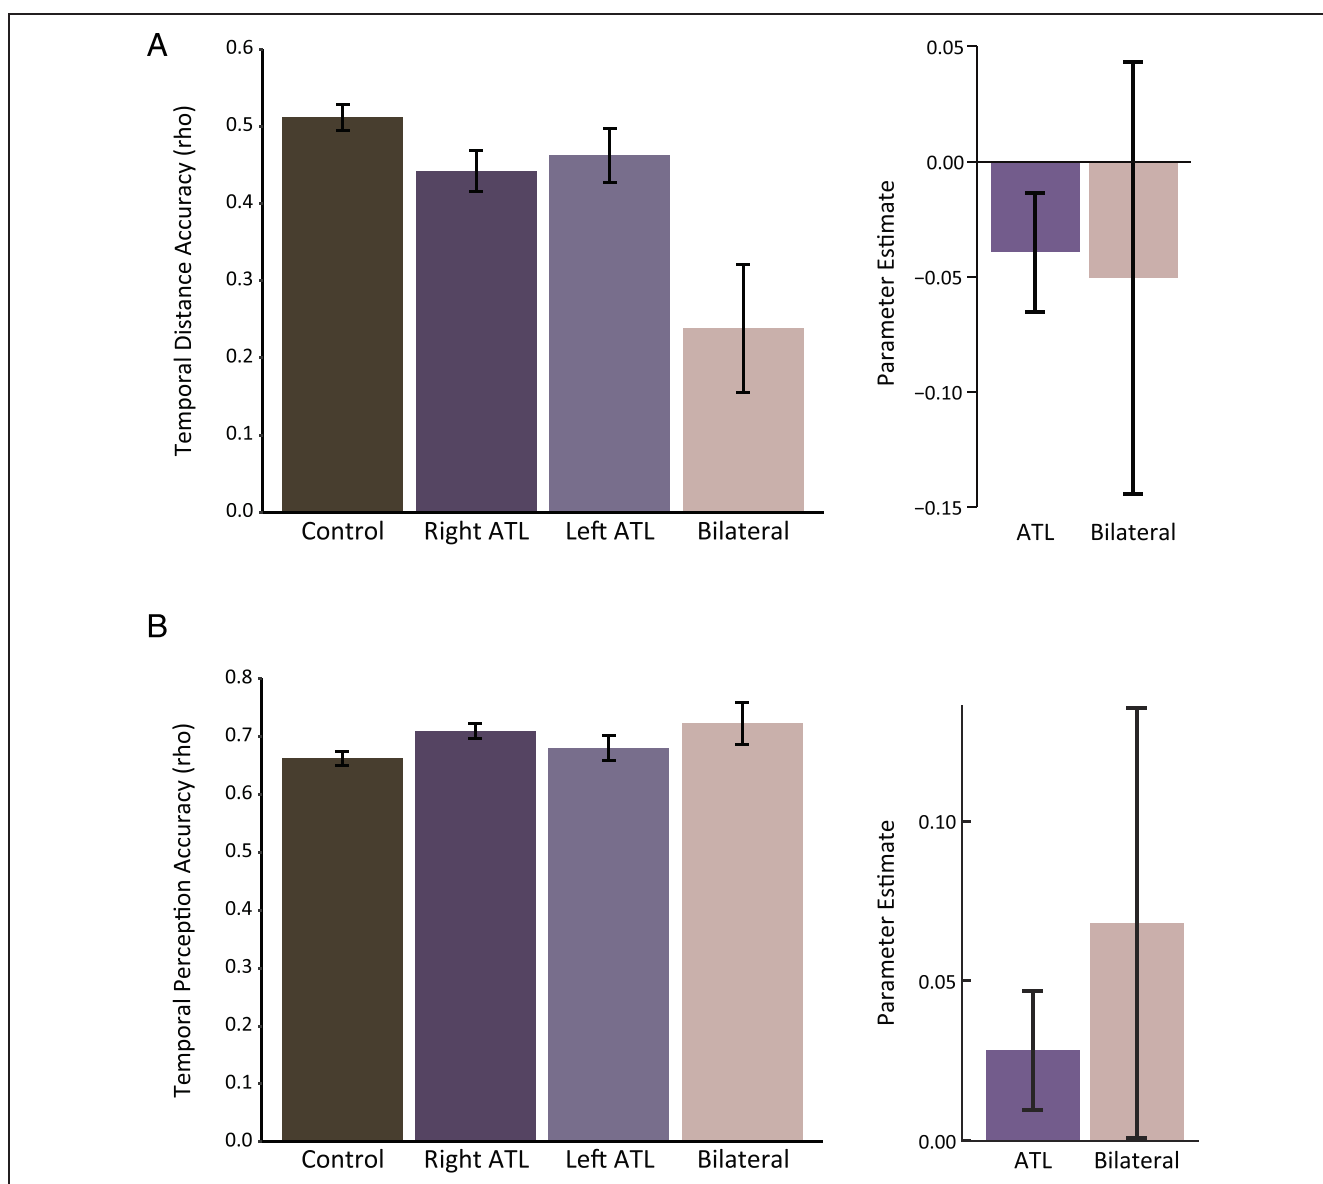 A
Temporal Distance Accuracy (rho)
0.6
0.5
0.4
0.3
0.2
0.1
0.0
Control Right ATL Left ATL Bilateral
Parameter Estimate
0.05
0.00
−0.05
−0.10
−0.15
ATL Bilateral
B
Temporal Perception Accuracy (rho)
0.8
0.7
0.6
0.5
0.4
0.3
0.2
0.1
0.0
Control Right ATL Left ATL Bilateral
Parameter Estimate
0.10
0.05
0.00
ATL Bilateral